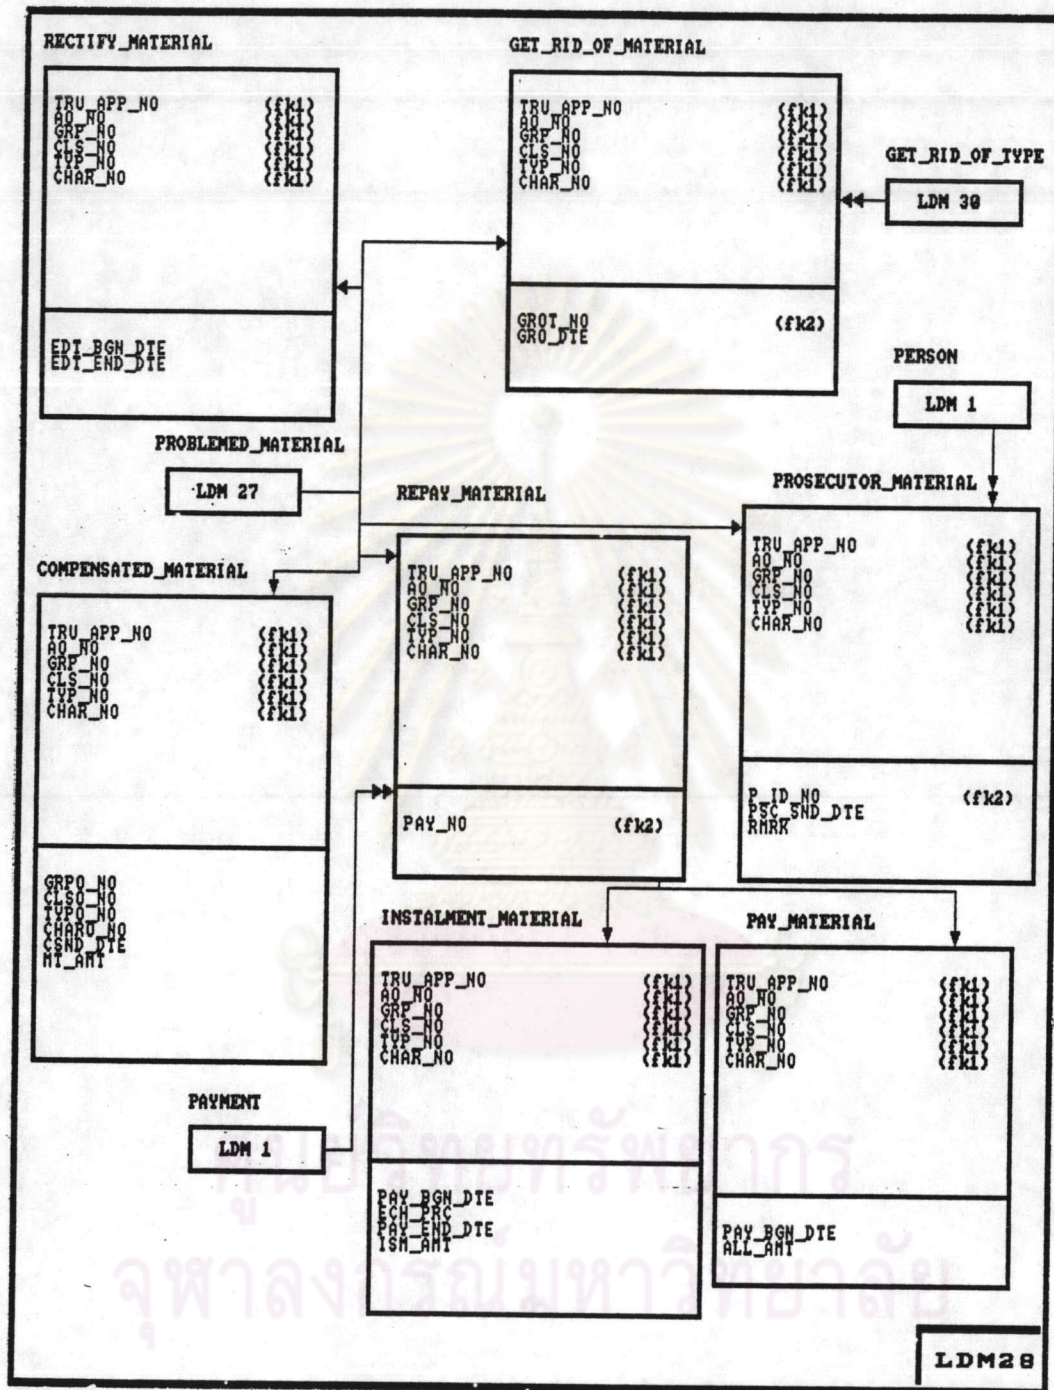 RECTIFY_MATERIAL
TRU_APP_NO (fk1)
AO_NO (fk1)
GRP_NO (fk1)
CLS_NO (fk1)
TYP_NO (fk1)
CHAR_NO (fk1)
EDT_BGN_DTE
EDT_END_DTE
GET_RID_OF_MATERIAL
TRU_APP_NO (fk1)
AO_NO (fk1)
GRP_NO (fk1)
CLS_NO (fk1)
TYP_NO (fk1)
CHAR_NO (fk1)
GROT_NO (fk2)
GRO_DTE
GET_RID_OF_TYPE
LDM 30
PERSON
LDM 1
PROBLEMED_MATERIAL
LDM 27
REPAY_MATERIAL
TRU_APP_NO (fk1)
AO_NO (fk1)
GRP_NO (fk1)
CLS_NO (fk1)
TYP_NO (fk1)
CHAR_NO (fk1)
PAY_NO (fk2)
PROSECUTOR_MATERIAL
TRU_APP_NO (fk1)
AO_NO (fk1)
GRP_NO (fk1)
CLS_NO (fk1)
TYP_NO (fk1)
CHAR_NO (fk1)
P_ID_NO (fk2)
PSC_SND_DTE
RMRK
COMPENSATED_MATERIAL
TRU_APP_NO (fk1)
AO_NO (fk1)
GRP_NO (fk1)
CLS_NO (fk1)
TYP_NO (fk1)
CHAR_NO (fk1)
GRPO_NO
CLSO_NO
TYPO_NO
CHARO_NO
CSND_DTE
MT_AMT
INSTALMENT_MATERIAL
TRU_APP_NO (fk1)
AO_NO (fk1)
GRP_NO (fk1)
CLS_NO (fk1)
TYP_NO (fk1)
CHAR_NO (fk1)
PAY_BGN_DTE
ECH_PRC
PAY_END_DTE
ISM_AMT
PAY_MATERIAL
TRU_APP_NO (fk1)
AO_NO (fk1)
GRP_NO (fk1)
CLS_NO (fk1)
TYP_NO (fk1)
CHAR_NO (fk1)
PAY_BGN_DTE
ALL_AMT
PAYMENT
LDM 1
ศูนย์วิทยทรัพยากร
จุฬาลงกรณ์มหาวิทยาลัย
LDM28